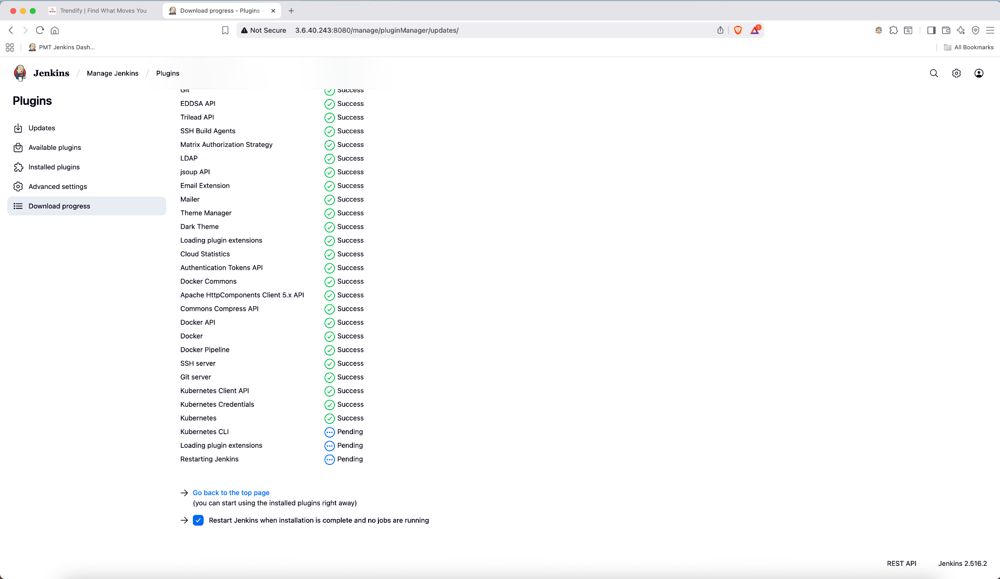 Trendify | Find What Moves You
Download progress - Plugins -
Not Secure 3.6.40.243:8080/manage/pluginManager/updates/
1
PMT Jenkins Dash...
All Bookmarks
Jenkins / Manage Jenkins / Plugins
Plugins
Updates
Available plugins
Installed plugins
Advanced settings
Download progress
Git Success
EDDSA API Success
Trilead API Success
SSH Build Agents Success
Matrix Authorization Strategy Success
LDAP Success
jsoup API Success
Email Extension Success
Mailer Success
Theme Manager Success
Dark Theme Success
Loading plugin extensions Success
Cloud Statistics Success
Authentication Tokens API Success
Docker Commons Success
Apache HttpComponents Client 5.x API Success
Commons Compress API Success
Docker API Success
Docker Success
Docker Pipeline Success
SSH server Success
Git server Success
Kubernetes Client API Success
Kubernetes Credentials Success
Kubernetes Success
Kubernetes CLI Pending
Loading plugin extensions Pending
Restarting Jenkins Pending
Go back to the top page
(you can start using the installed plugins right away)
Restart Jenkins when installation is complete and no jobs are running
REST API Jenkins 2.516.2